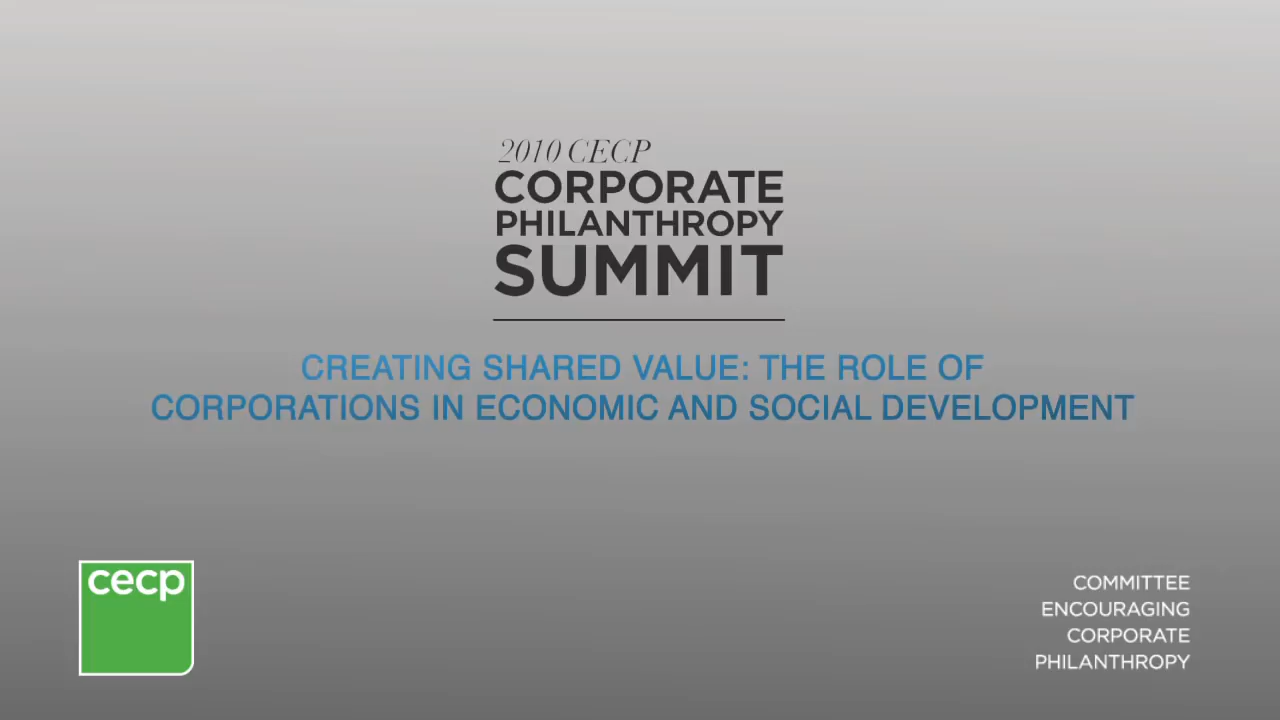 2010 CECP
CORPORATE
PHILANTHROPY
SUMMIT
CREATING SHARED VALUE: THE ROLE OF
CORPORATIONS IN ECONOMIC AND SOCIAL DEVELOPMENT
cecp
COMMITTEE
ENCOURAGING
CORPORATE
PHILANTHROPY